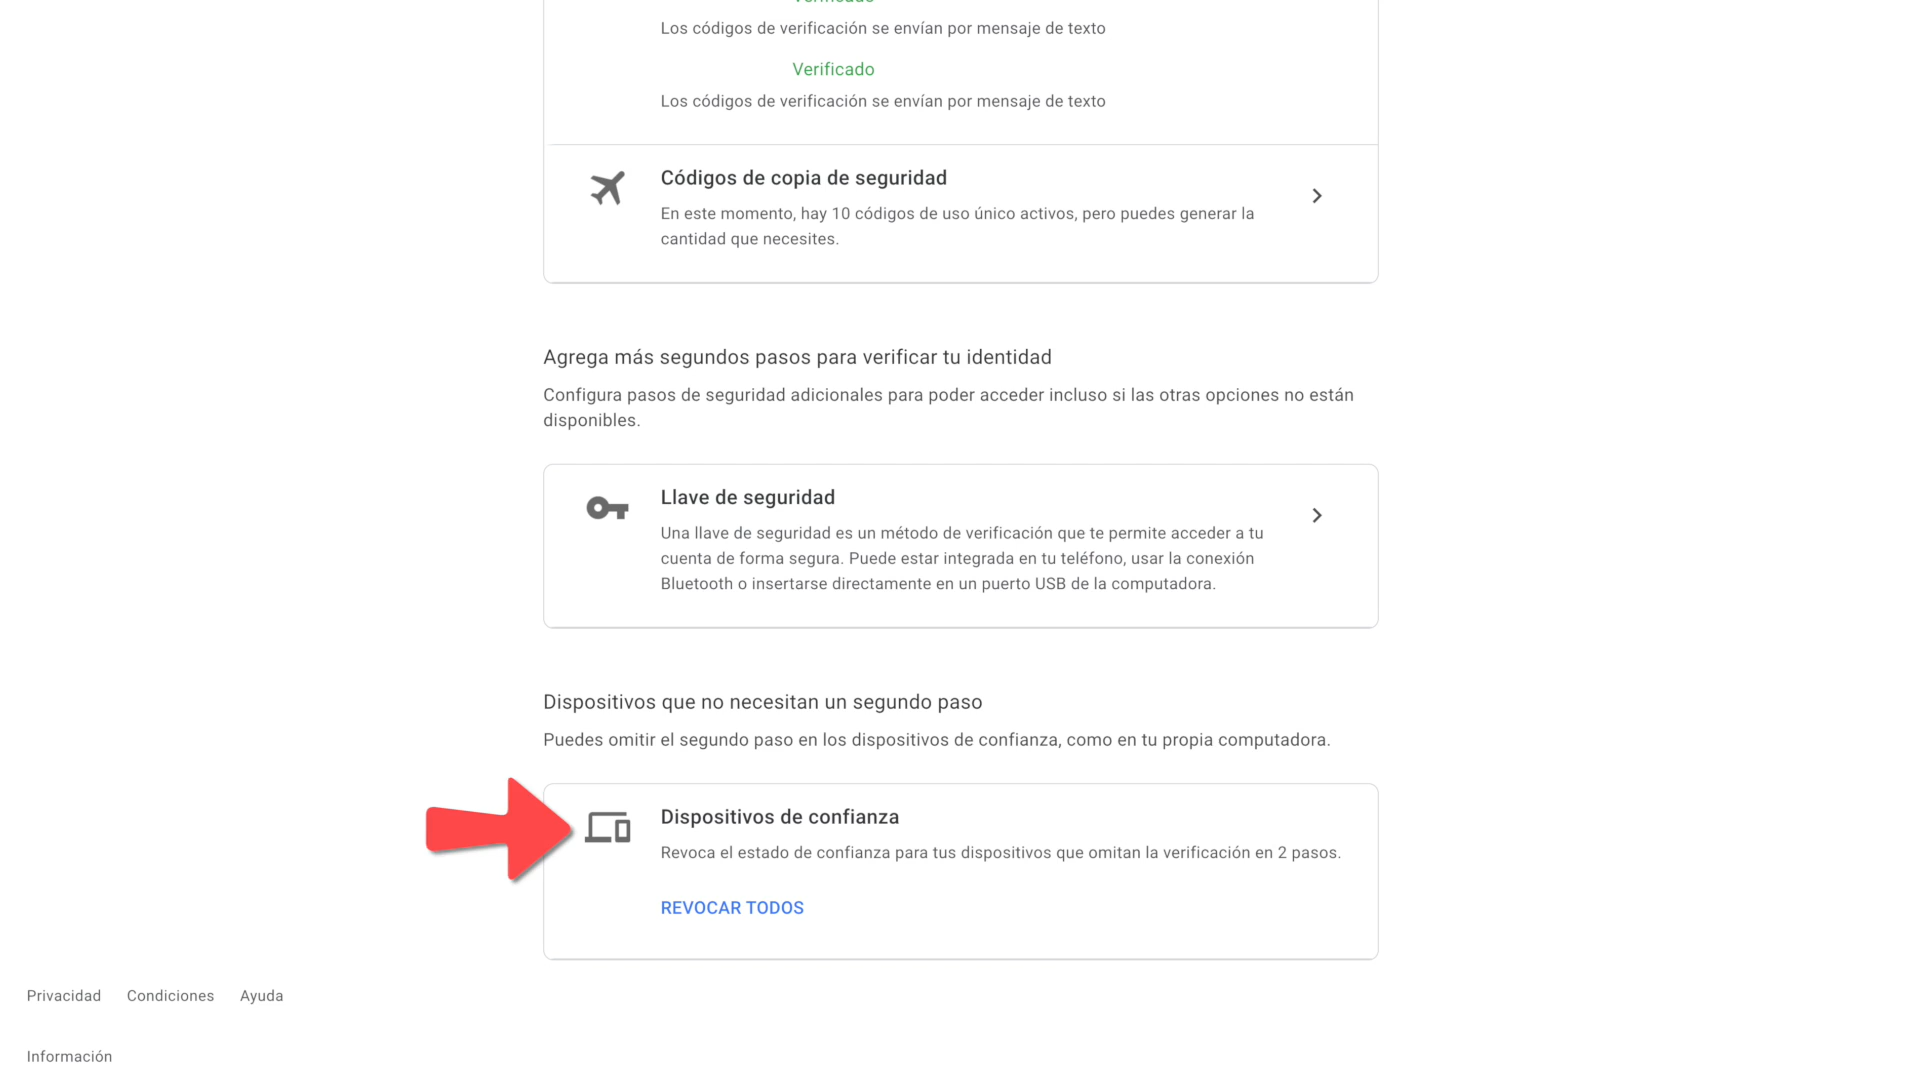 Verificado
Los códigos de verificación se envían por mensaje de texto
Verificado
Los códigos de verificación se envían por mensaje de texto
Códigos de copia de seguridad
En este momento, hay 10 códigos de uso único activos, pero puedes generar la
cantidad que necesites.
Agrega más segundos pasos para verificar tu identidad
Configura pasos de seguridad adicionales para poder acceder incluso si las otras opciones no están
disponibles.
Llave de seguridad
Una llave de seguridad es un método de verificación que te permite acceder a tu
cuenta de forma segura. Puede estar integrada en tu teléfono, usar la conexión
Bluetooth o insertarse directamente en un puerto USB de la computadora.
Dispositivos que no necesitan un segundo paso
Puedes omitir el segundo paso en los dispositivos de confianza, como en tu propia computadora.
Dispositivos de confianza
Revoca el estado de confianza para tus dispositivos que omitan la verificación en 2 pasos.
REVOCAR TODOS
Privacidad Condiciones Ayuda
Información